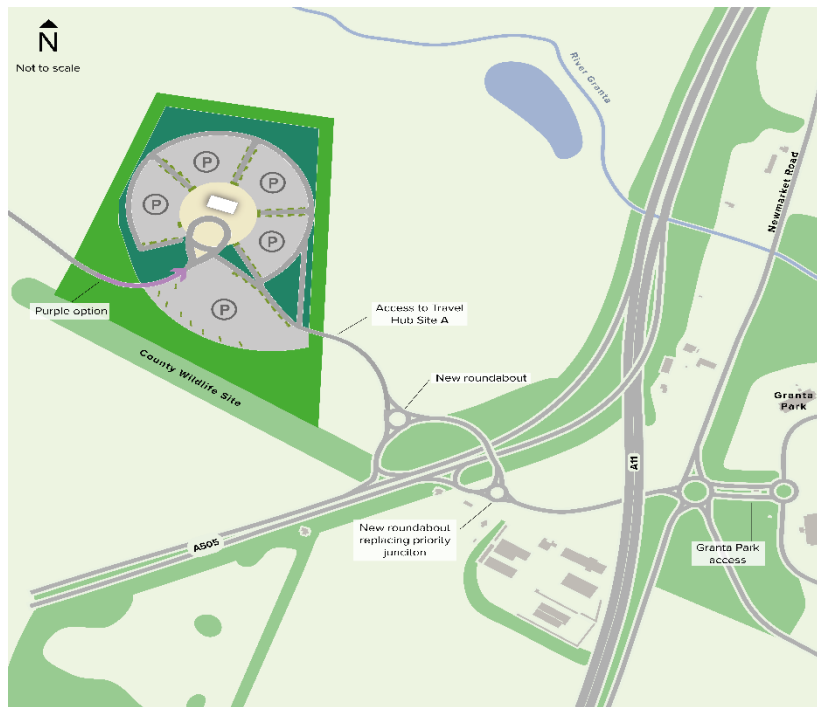 N
Not to scale
River Granta
Newmarket Road
P
P
P
P
P
Purple option
Access to Travel
Hub Site A
County Wildlife Site
New roundabout
Granta
Park
A11
New roundabout
replacing priority
junciton
A505
Granta Park
access